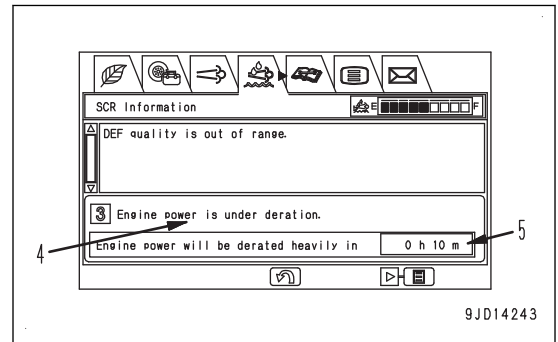 SCR Information E F
DEF quality is out of range.
3 Engine power is under deration.
Engine power will be derated heavily in 0 h 10 m
4
5
9JD14243